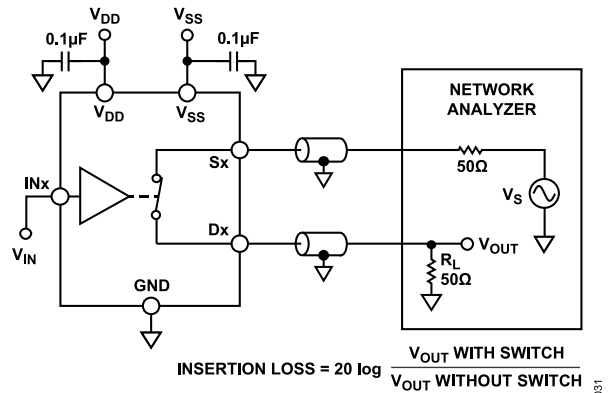 VDD
VSS
0.1µF
0.1µF
VDD
VSS
NETWORK
ANALYZER
Sx
50Ω
INx
VS
Dx
VOUT
VIN
RL
50Ω
GND
INSERTION LOSS = 20 log
VOUT WITH SWITCH
VOUT WITHOUT SWITCH
031